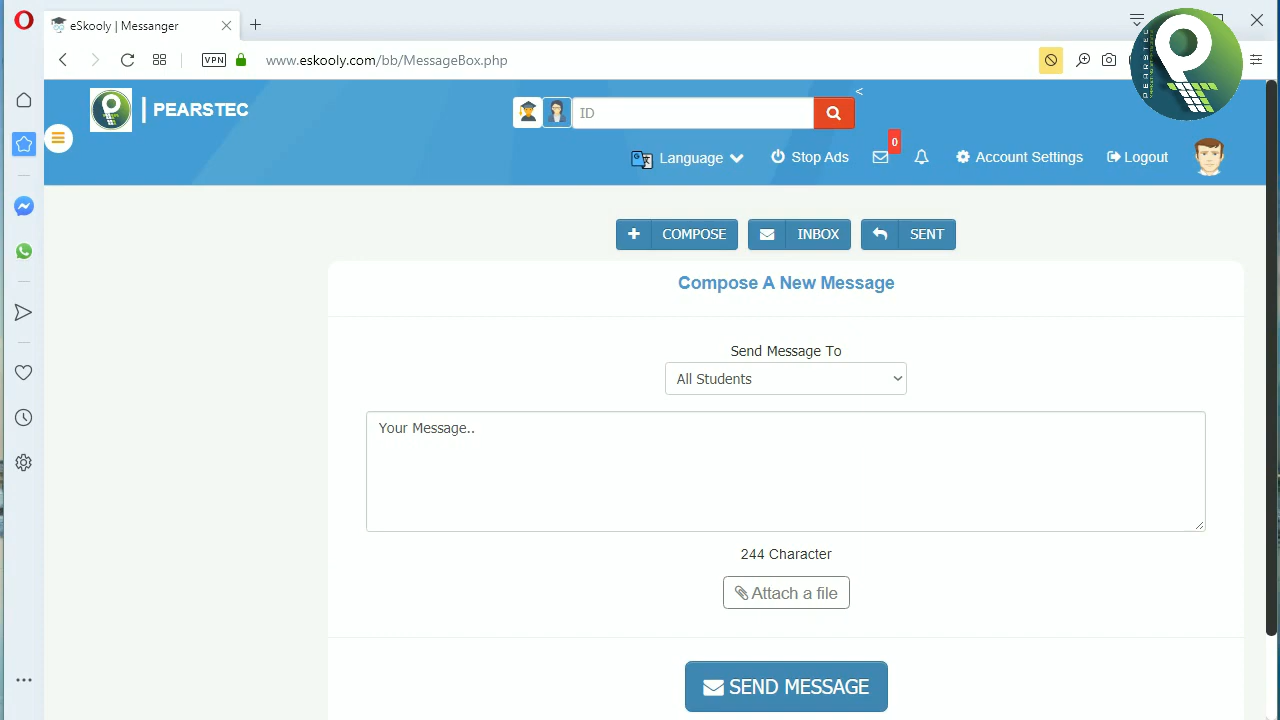 eSkooly | Messanger
VPN
www.eskooly.com/bb/MessageBox.php
PEARSTEC
| PEARSTEC
ID
<
Language
Stop Ads
0
Account Settings
Logout
COMPOSE
INBOX
SENT
Compose A New Message
Send Message To
All Students
Your Message..
244 Character
Attach a file
SEND MESSAGE